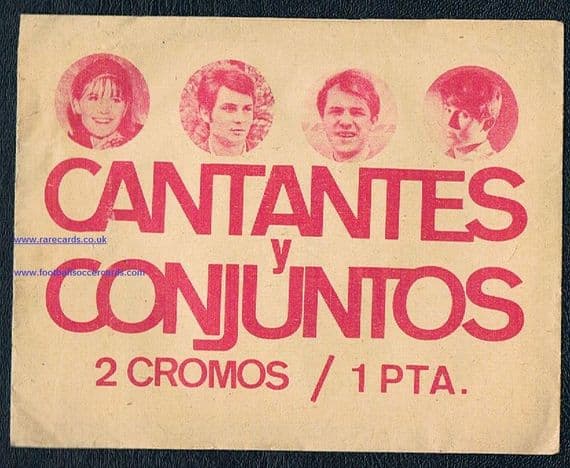 CANTANTES
www.rarecards.co.uk
y
www.footballsoccercards.com
CONJUNTOS
2 CROMOS / 1 PTA.